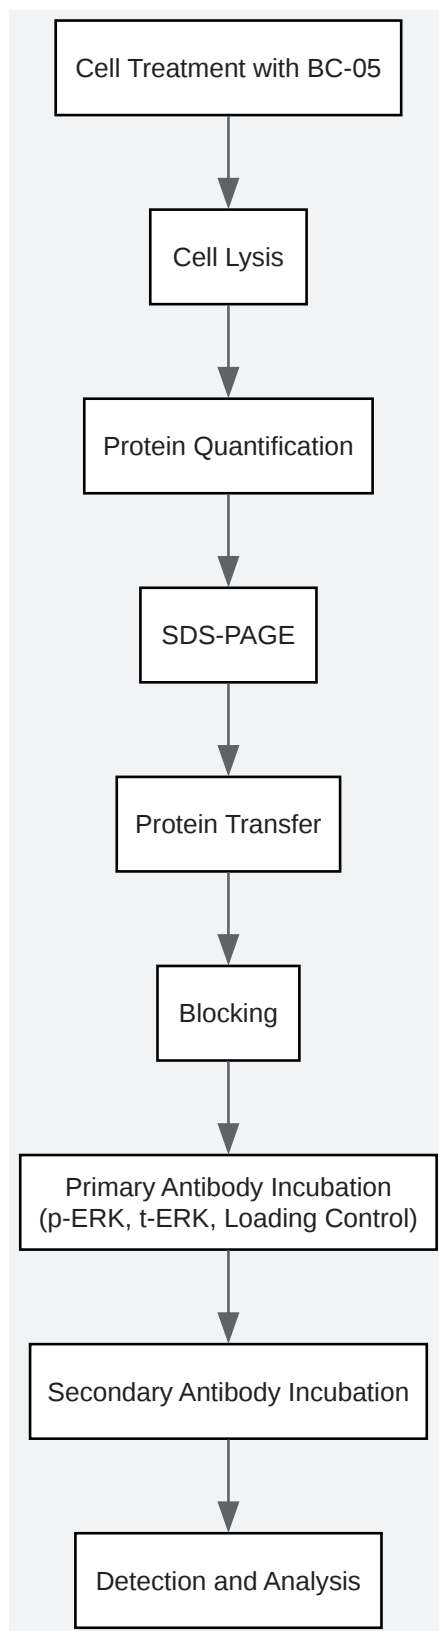 Cell Treatment with BC-05
Cell Lysis
Protein Quantification
SDS-PAGE
Protein Transfer
Blocking
Primary Antibody Incubation
(p-ERK, t-ERK, Loading Control)
Secondary Antibody Incubation
Detection and Analysis